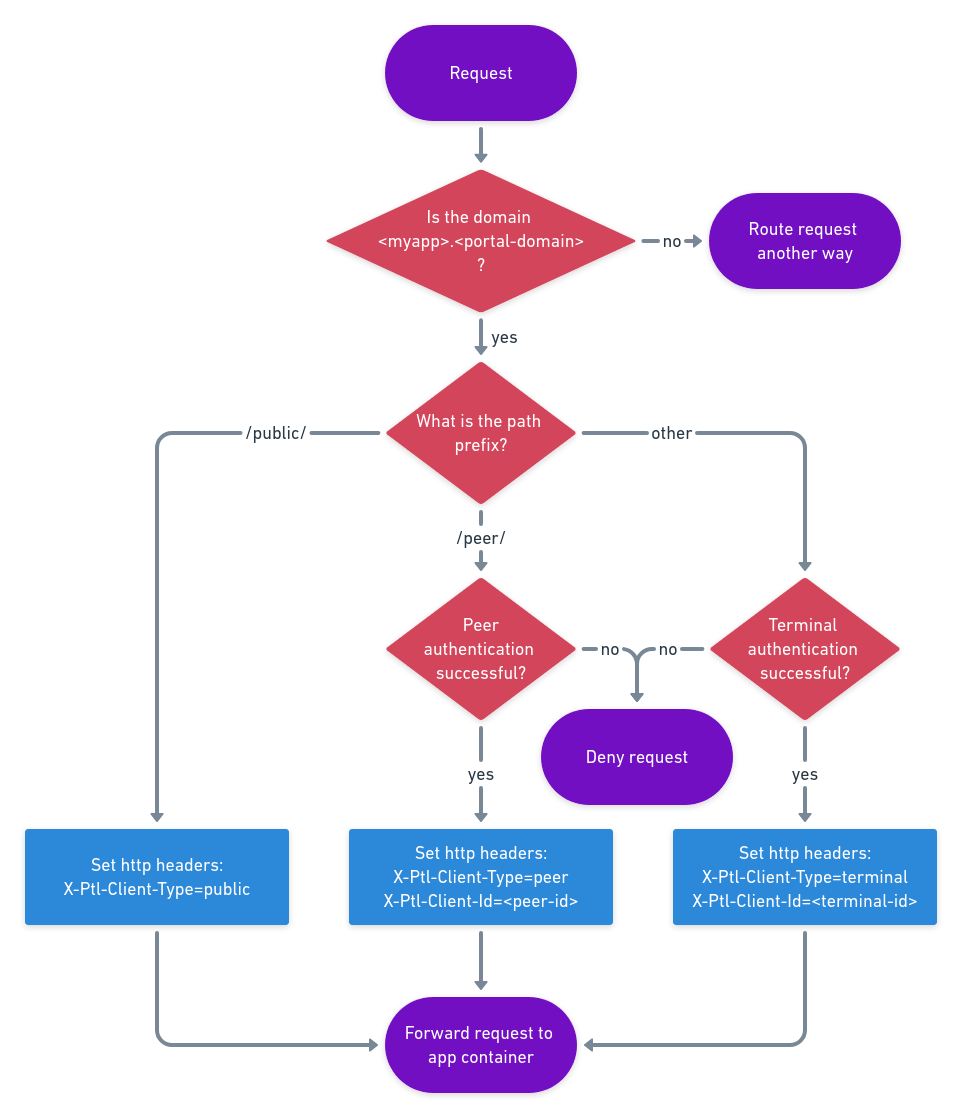 Request
Is the domain
<myapp>.<portal-domain>
?
no
Route request
another way
yes
What is the path
prefix?
/public/
other
/peer/
Peer
authentication
successful?
no
no
Terminal
authentication
successful?
Deny request
yes
yes
Set http headers:
X-Ptl-Client-Type=public
Set http headers:
X-Ptl-Client-Type=peer
X-Ptl-Client-Id=<peer-id>
Set http headers:
X-Ptl-Client-Type=terminal
X-Ptl-Client-Id=<terminal-id>
Forward request to
app container